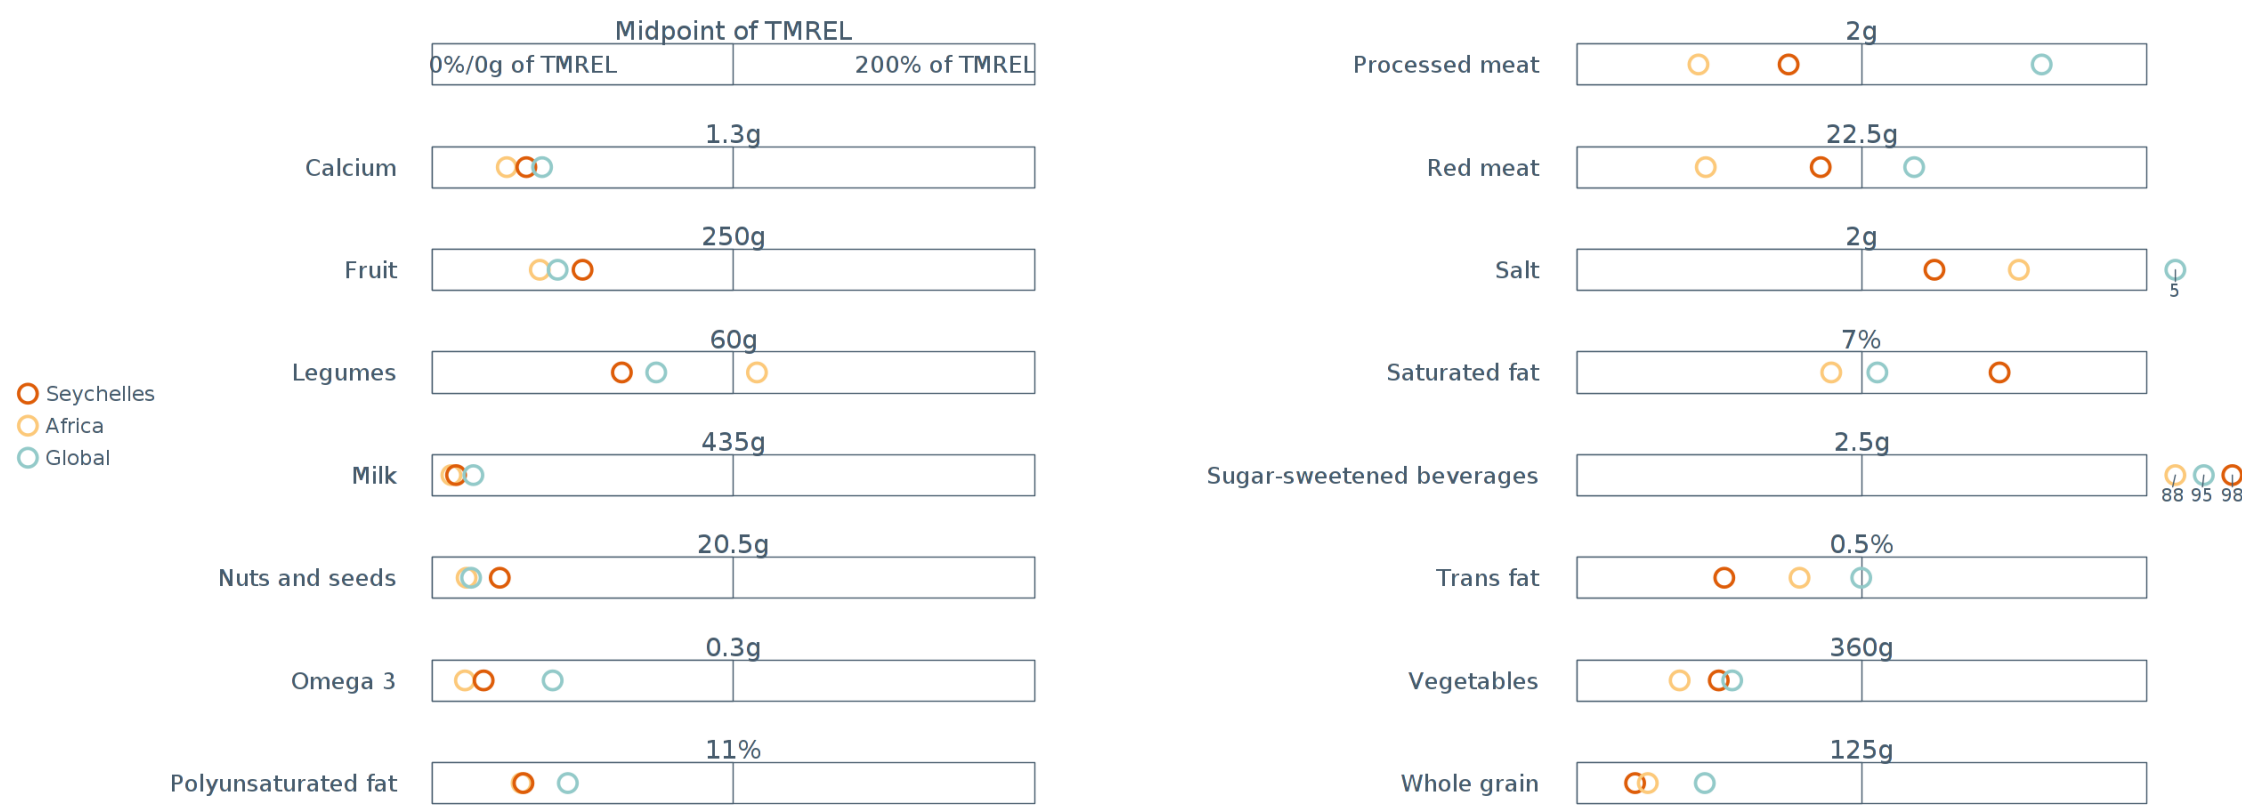 Midpoint of TMREL
0%/0g of TMREL 200% of TMREL
1.3g
Calcium
250g
Fruit
60g
Legumes
435g
Milk
20.5g
Nuts and seeds
0.3g
Omega 3
11%
Polyunsaturated fat
Seychelles
Africa
Global
2g
Processed meat
22.5g
Red meat
2g
Salt
5
7%
Saturated fat
2.5g
Sugar-sweetened beverages
88 95 98
0.5%
Trans fat
360g
Vegetables
125g
Whole grain